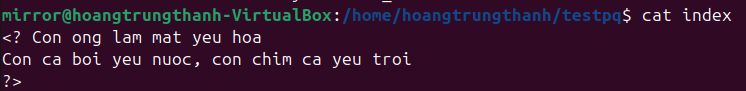 mirror@hoangtrungthanh-VirtualBox:/home/hoangtrungthanh/testpq$ cat index
<? Con ong lam mat yeu hoa
Con ca boi yeu nuoc, con chim ca yeu troi
?>